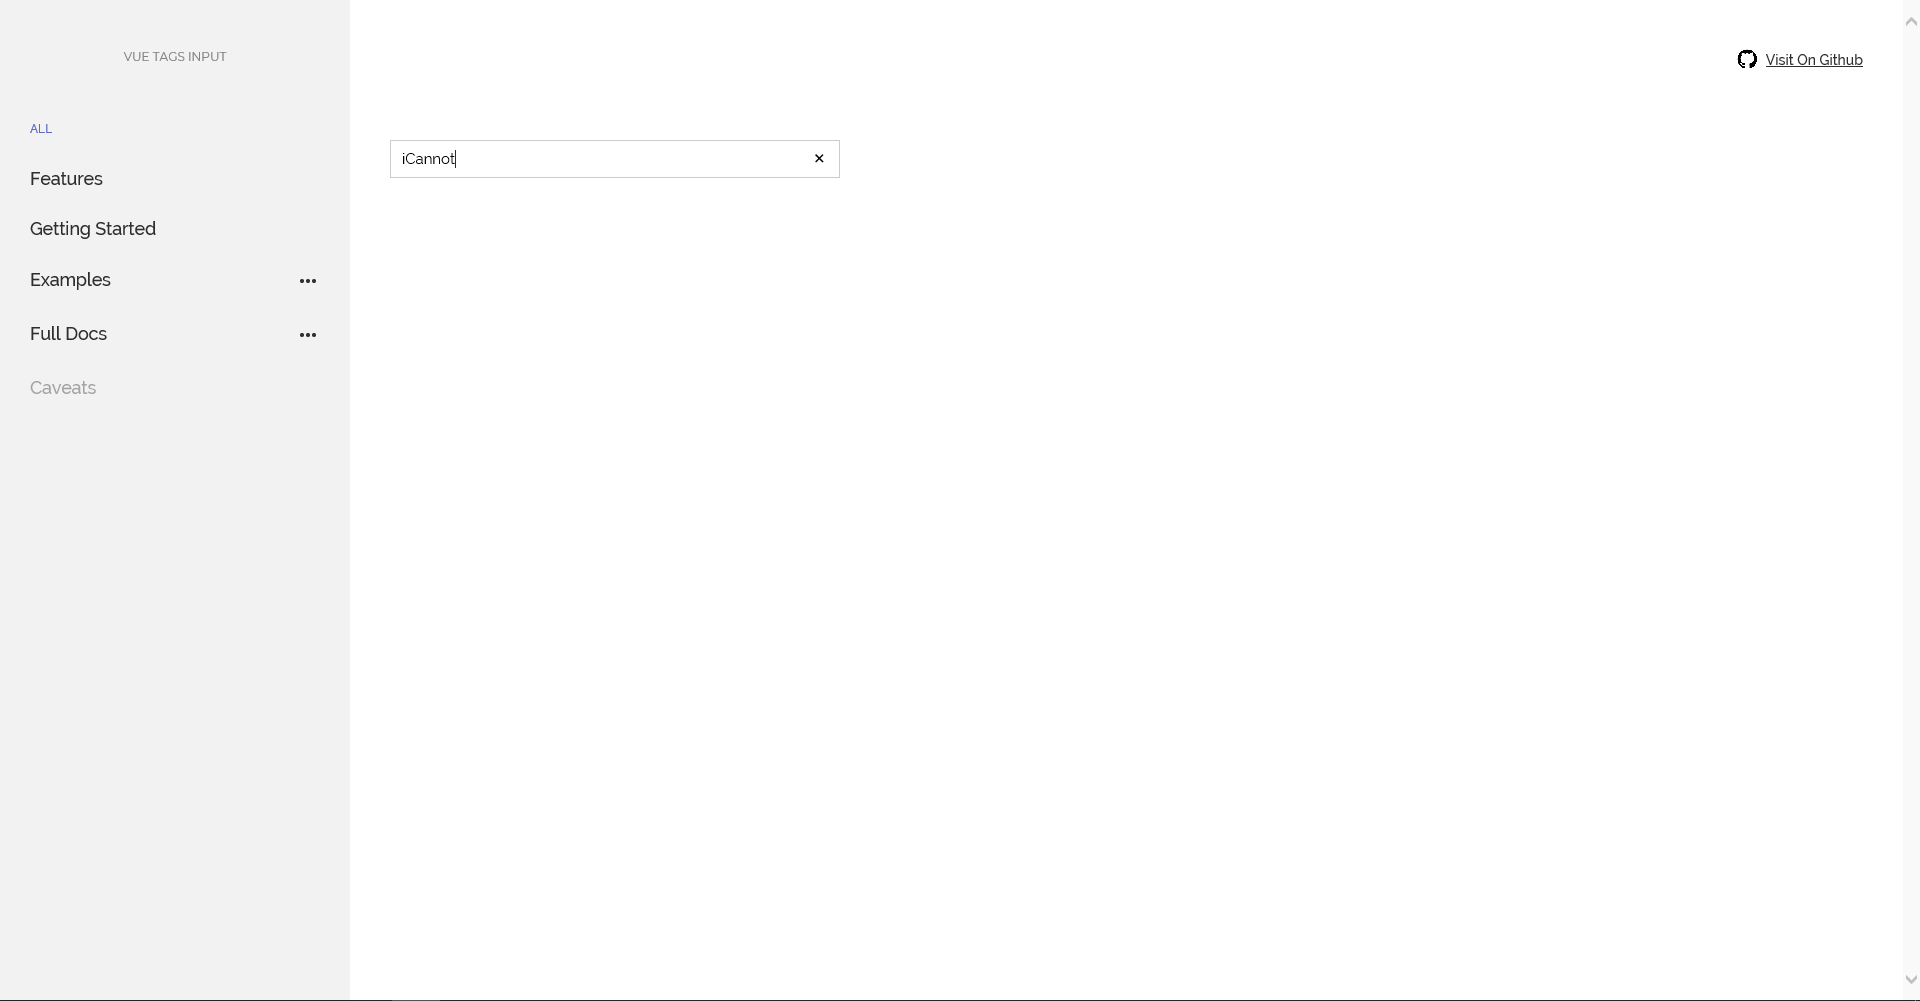 VUE TAGS INPUT
Visit On Github
ALL
iCannot
Features
Getting Started
Examples
Full Docs
Caveats